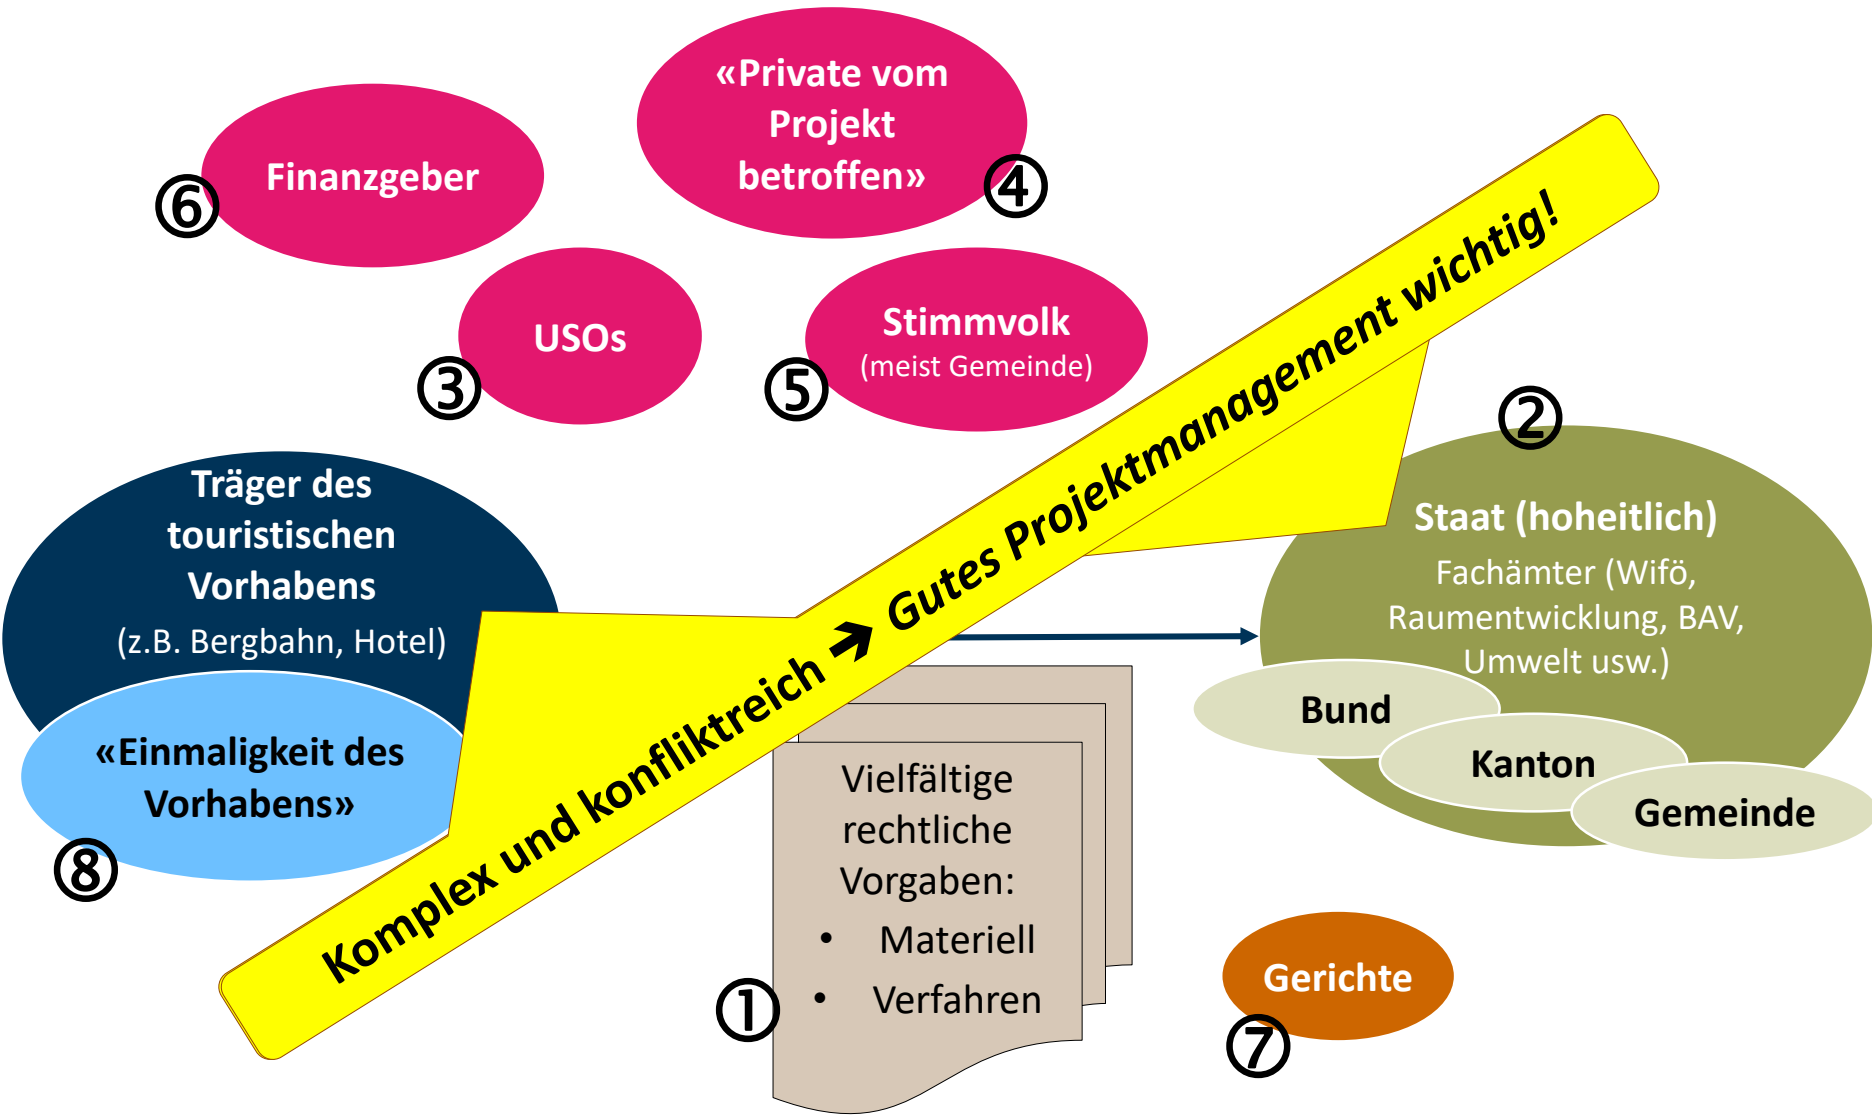 «Private vom
Projekt
betroffen»
④
Finanzgeber
⑥
USOs
③
Stimmvolk
(meist Gemeinde)
⑤
Komplex und konfliktreich ➔ Gutes Projektmanagement wichtig!
②
Staat (hoheitlich)
Fachämter (Wifö,
Raumentwicklung, BAV,
Umwelt usw.)
Bund
Kanton
Gemeinde
Träger des
touristischen
Vorhabens
(z.B. Bergbahn, Hotel)
«Einmaligkeit des
Vorhabens»
⑧
Vielfältige
rechtliche
Vorgaben:
• Materiell
• Verfahren
①
Gerichte
⑦